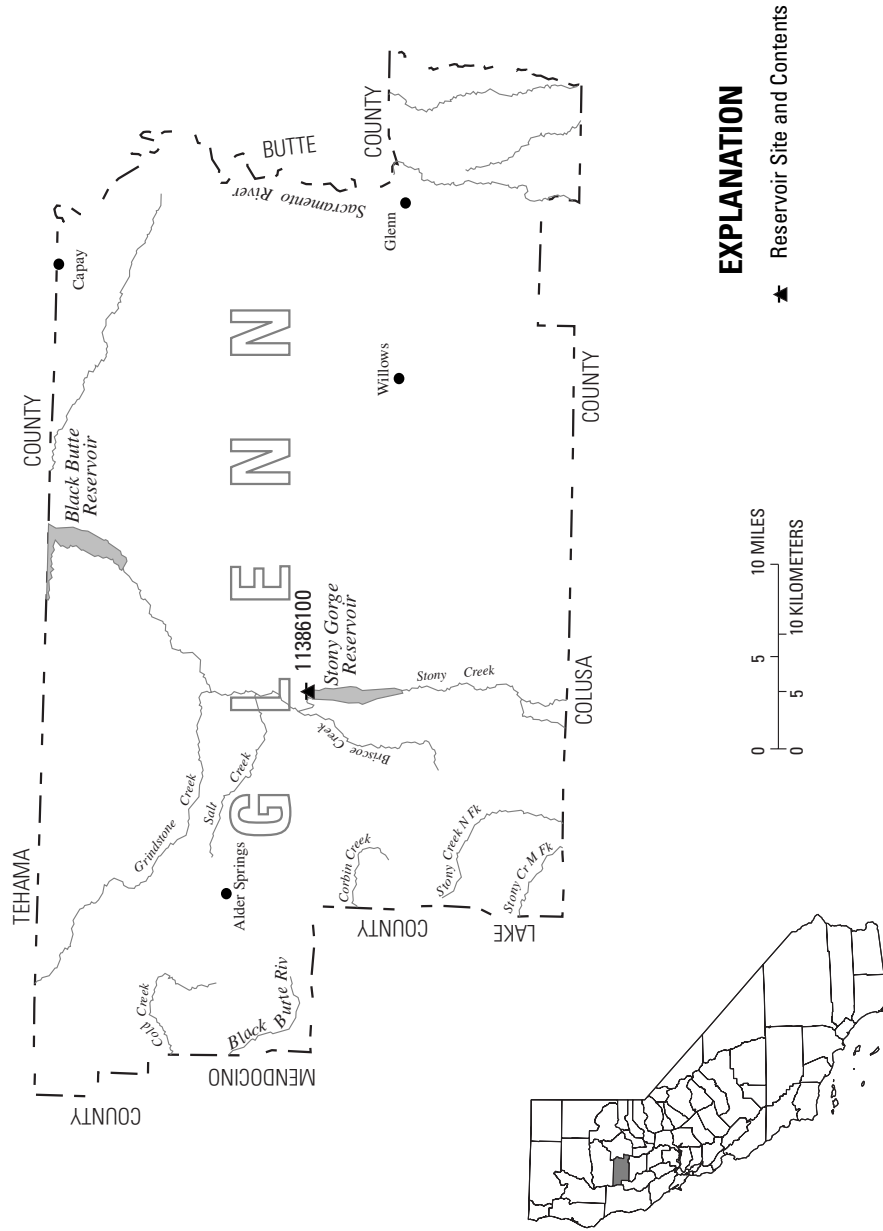 TEHAMA
COUNTY
COUNTY
MENDOCINO
Cold Creek
Black
Butte Riv
Grindstone
Creek
Salt
Creek
Alder Springs
Black Butte
Reservoir
Capay
BUTTE
COUNTY
Sacramento River
GLENN
11386100
Stony Gorge
Reservoir
Briscoe Creek
Stony Creek
Corbin Creek
Stony Creek N Fk
Stony Cr M Fk
LAKE
COUNTY
Willows
Glenn
COLUSA
COUNTY
0 5 10 MILES
0 5 10 KILOMETERS
EXPLANATION
Reservoir Site and Contents